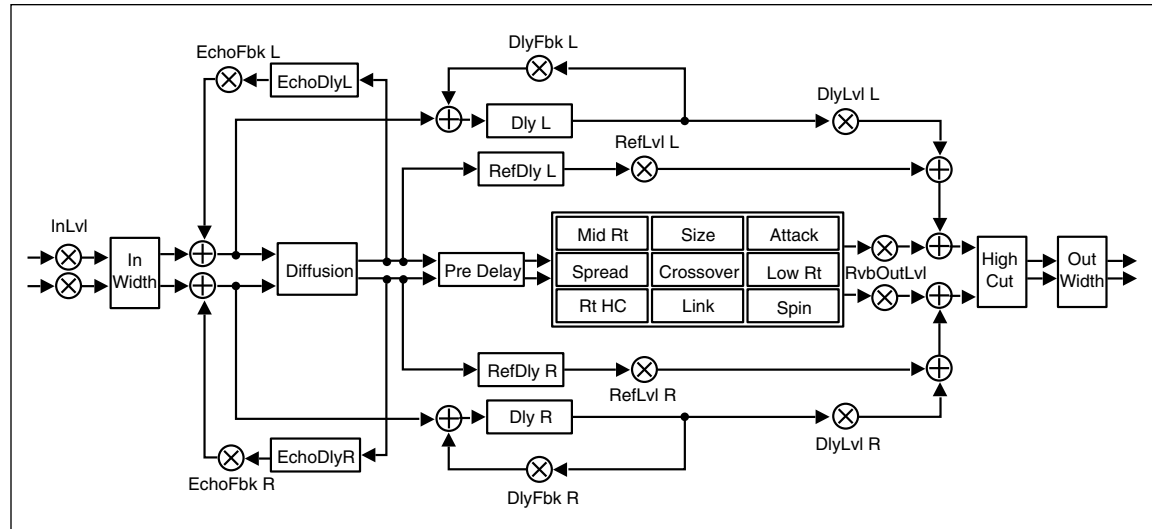 DlyFbk L
EchoFbk L
EchoDlyL
DlyLvl L
Dly L
RefLvl L
RefDly L
InLvl
In
Width
Diffusion
Pre Delay
Mid Rt
Size
Attack
Spread
Crossover
Low Rt
Rt HC
Link
Spin
RvbOutLvl
High
Cut
Out
Width
RefDly R
RefLvl R
Dly R
DlyLvl R
EchoDlyR
EchoFbk R
DlyFbk R